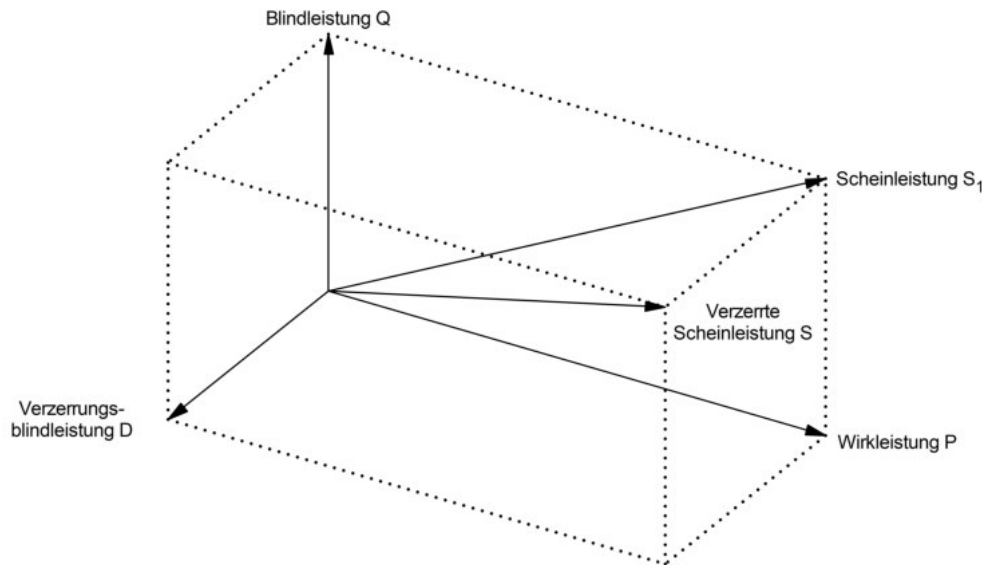 Blindleistung Q
Scheinleistung S₁
Verzerrte
Scheinleistung S
Verzerrungs-
blindleistung D
Wirkleistung P